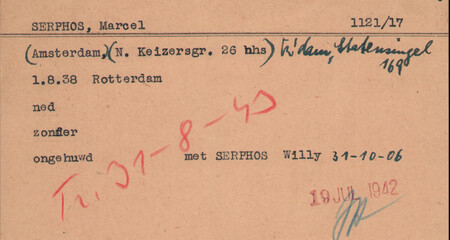 SERPHOS, Marcel 1121/17
(Amsterdam,)(N. Keizersgr. 26 hhs) R'dam, Statensingel
169
1.8.38 Rotterdam
ned
zonder
ongehuwd met SERPHOS Willy 31-10-06
Tr. 31-8-43
19 JUL 1942